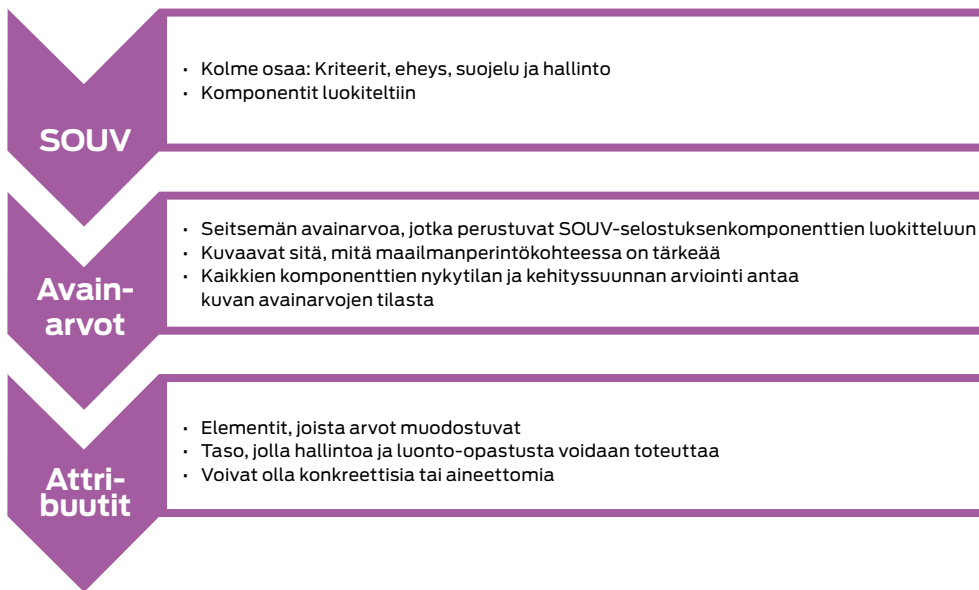 SOUV
· Kolme osaa: Kriteerit, eheys, suojelu ja hallinto
· Komponentit luokiteltiin
Avain-
arvot
· Seitsemän avainarvoa, jotka perustuvat SOUV-selostuksenkomponenttien luokitteluun
· Kuvaavat sitä, mitä maailmanperintökohteessa on tärkeää
· Kaikkien komponenttien nykytilan ja kehityssuunnan arviointi antaa
kuvan avainarvojen tilasta
Attri-
buutit
· Elementit, joista arvot muodostuvat
· Taso, jolla hallintoa ja luonto-opastusta voidaan toteuttaa
· Voivat olla konkreettisia tai aineettomia